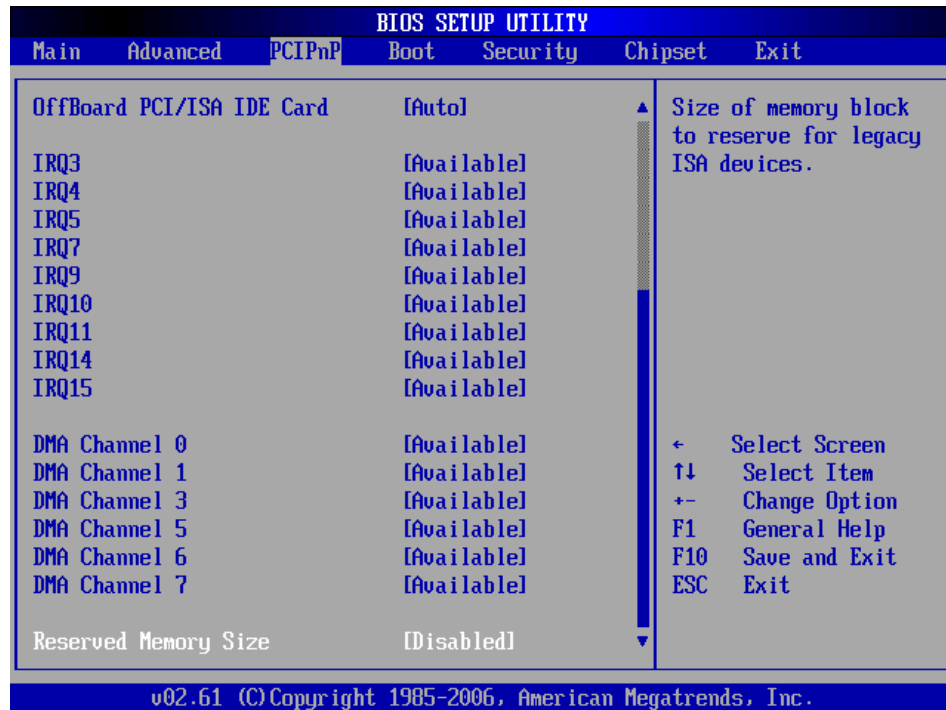 BIOS SETUP UTILITY
Main Advanced PCIPnP Boot Security Chipset Exit
OffBoard PCI/ISA IDE Card [Auto]
IRQ3 [Available]
IRQ4 [Available]
IRQ5 [Available]
IRQ7 [Available]
IRQ9 [Available]
IRQ10 [Available]
IRQ11 [Available]
IRQ14 [Available]
IRQ15 [Available]
DMA Channel 0 [Available]
DMA Channel 1 [Available]
DMA Channel 3 [Available]
DMA Channel 5 [Available]
DMA Channel 6 [Available]
DMA Channel 7 [Available]
Reserved Memory Size [Disabled]
Size of memory block
to reserve for legacy
ISA devices.
← Select Screen
↑↓ Select Item
+- Change Option
F1 General Help
F10 Save and Exit
ESC Exit
v02.61 (C)Copyright 1985-2006, American Megatrends, Inc.